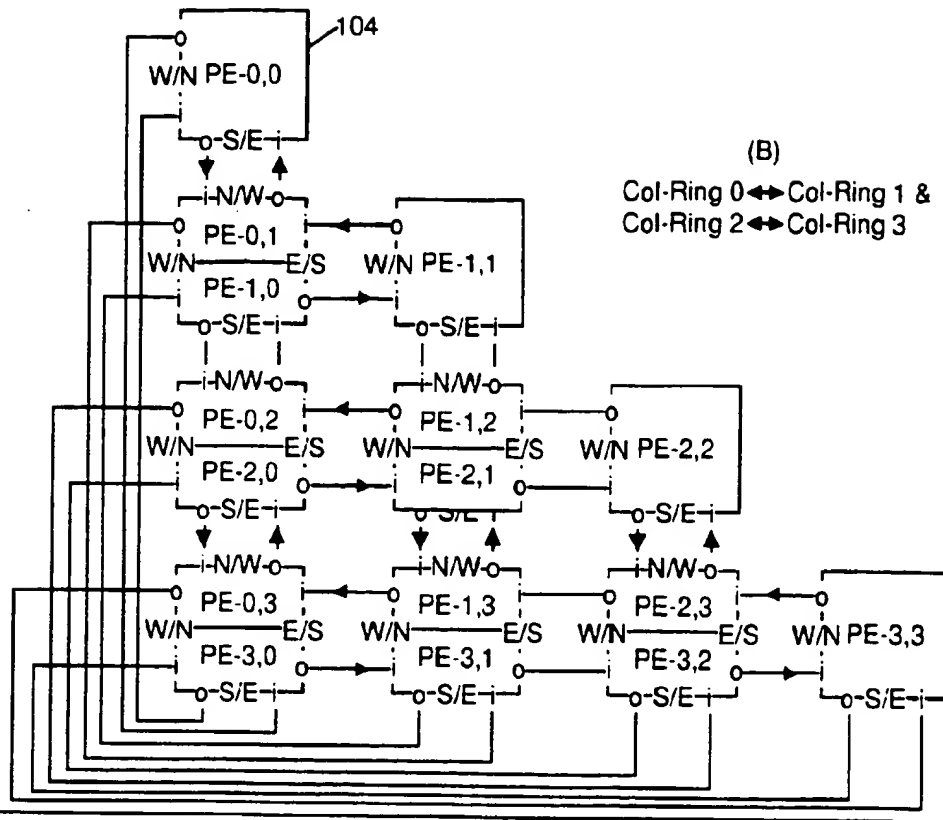 104
o
W/N PE-0,0
i
o S/E i
(B)
Col-Ring 0 ↔ Col-Ring 1 &
Col-Ring 2 ↔ Col-Ring 3
i N/W o
o PE-0,1 i o
W/N E/S W/N PE-1,1
i PE-1,0 o i
o S/E i o S/E i
i N/W o i N/W o
o PE-0,2 i o PE-1,2 i o
W/N E/S W/N E/S W/N PE-2,2
i PE-2,0 o i PE-2,1 o i
o S/E i o S/E i o S/E i
i N/W o i N/W o i N/W o
o PE-0,3 i o PE-1,3 i o PE-2,3 i o
W/N E/S W/N E/S W/N E/S W/N PE-3,3
i PE-3,0 o i PE-3,1 o i PE-3,2 o i
o S/E i o S/E i o S/E i o S/E i